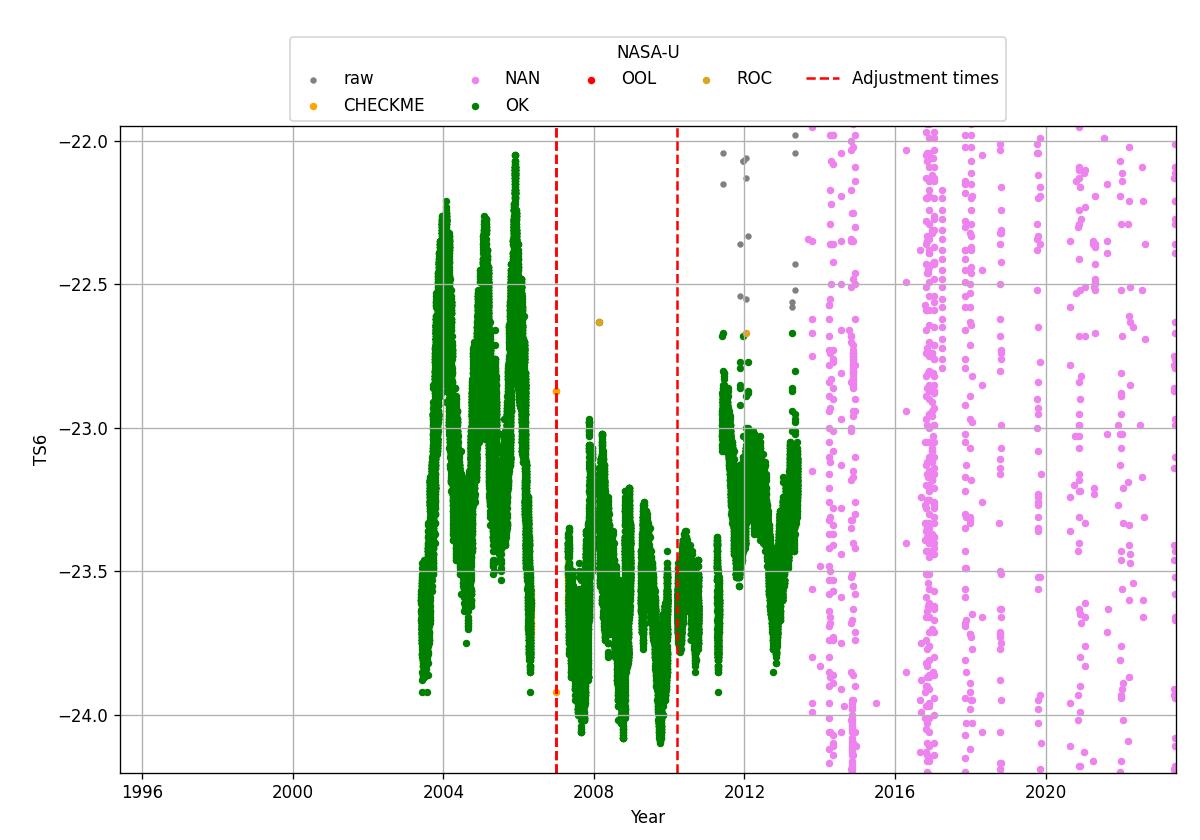 NASA-U
raw NAN OOL ROC Adjustment times
CHECKME OK
−22.0
−22.5
−23.0
−23.5
−24.0
TS6
1996 2000 2004 2008 2012 2016 2020
Year